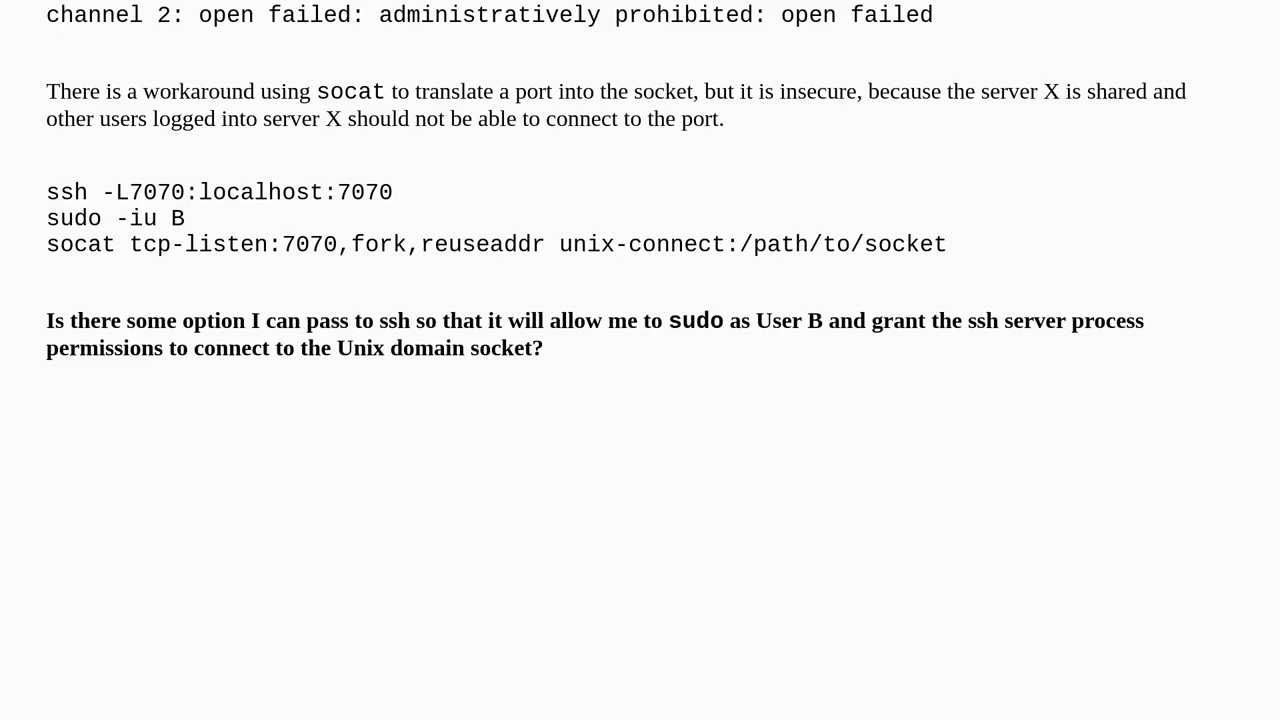 channel 2: open failed: administratively prohibited: open failed
There is a workaround using socat to translate a port into the socket, but it is insecure, because the server X is shared and
other users logged into server X should not be able to connect to the port.
ssh -L7070:localhost:7070
sudo -iu B
socat tcp-listen:7070,fork,reuseaddr unix-connect:/path/to/socket
Is there some option I can pass to ssh so that it will allow me to sudo as User B and grant the ssh server process
permissions to connect to the Unix domain socket?